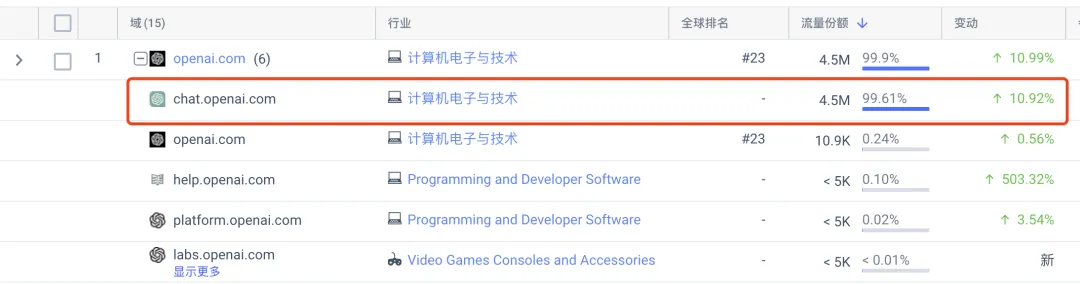 域 (15) 行业 全球排名 流量份额 ↓ 变动
1 openai.com (6) 计算机电子与技术 #23 4.5M 99.9% ↑ 10.99%
chat.openai.com 计算机电子与技术 - 4.5M 99.61% ↑ 10.92%
openai.com 计算机电子与技术 #23 10.9K 0.24% ↑ 0.56%
help.openai.com Programming and Developer Software - < 5K 0.10% ↑ 503.32%
platform.openai.com Programming and Developer Software - < 5K 0.02% ↑ 3.54%
labs.openai.com Video Games Consoles and Accessories - < 5K < 0.01% 新
显示更多